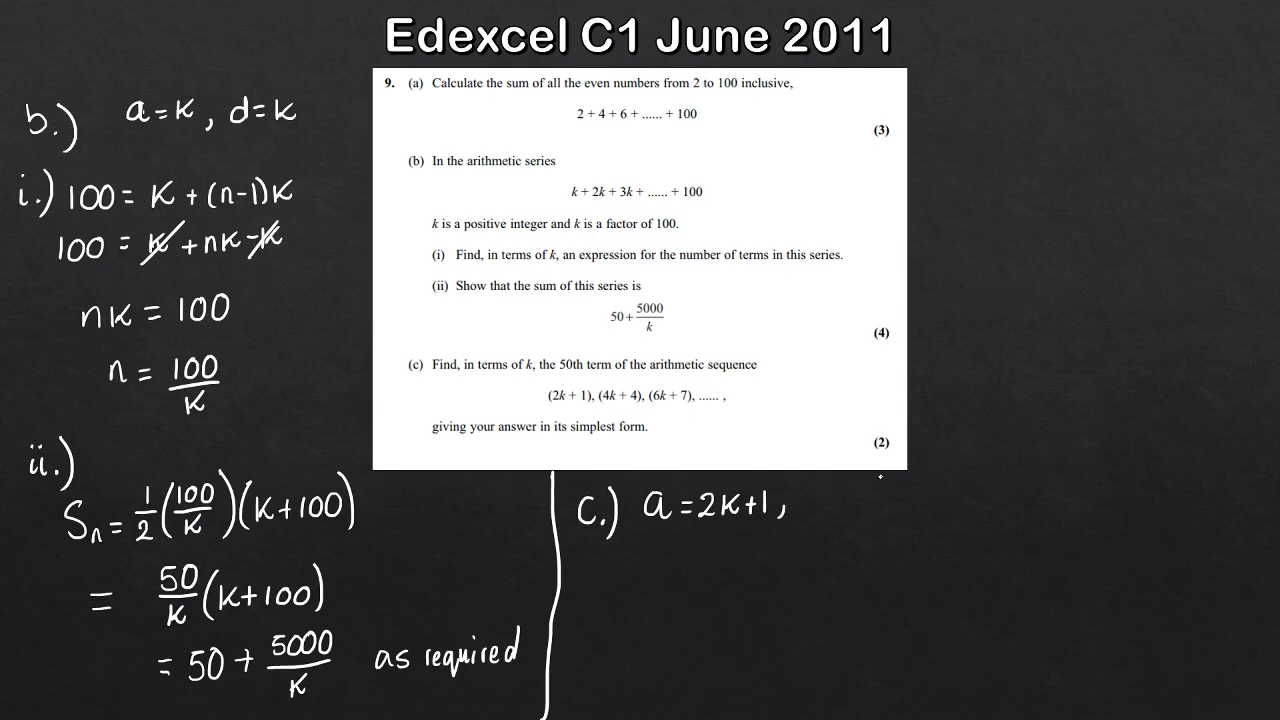 Edexcel C1 June 2011
9. (a) Calculate the sum of all the even numbers from 2 to 100 inclusive,
2 + 4 + 6 + ...... + 100
(3)
(b) In the arithmetic series
k + 2k + 3k + ...... + 100
k is a positive integer and k is a factor of 100.
(i) Find, in terms of k, an expression for the number of terms in this series.
(ii) Show that the sum of this series is
50 + 5000/k
(4)
(c) Find, in terms of k, the 50th term of the arithmetic sequence
(2k + 1), (4k + 4), (6k + 7), ...... ,
giving your answer in its simplest form.
(2)
b.) a=k, d=k
i.) 100 = k + (n-1)k
100 = k + nk - k
nk = 100
n = 100/k
ii.)
Sn = 1/2 (100/k)(k+100)
= 50/k (k+100)
= 50 + 5000/k as required
c.) a = 2k+1,